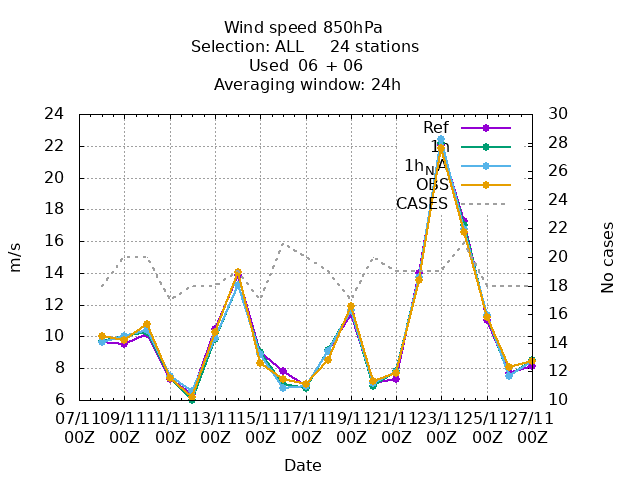 Wind speed 850hPa
Selection: ALL 24 stations
Used 06 + 06
Averaging window: 24h
24
22
20
18
16
14
12
10
8
6
m/s
30
28
26
24
22
20
18
16
14
12
10
No cases
Ref
1h
1h_NA
OBS
CASES
07/11 09/11 11/11 13/11 15/11 17/11 19/11 21/11 23/11 25/11 27/11
00Z 00Z 00Z 00Z 00Z 00Z 00Z 00Z 00Z 00Z 00Z
Date